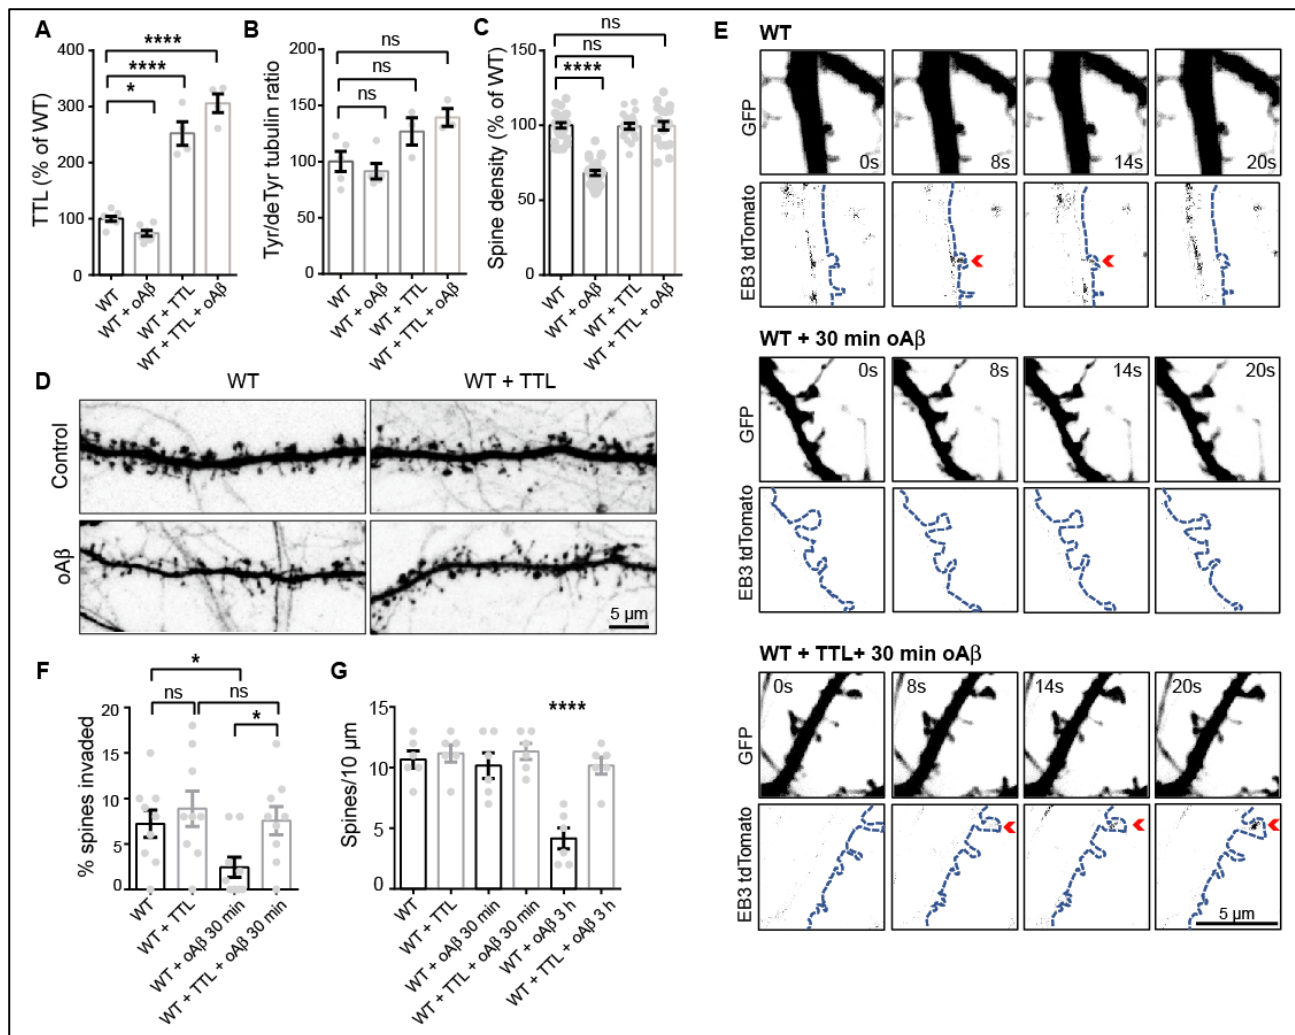 A
TTL (% of WT)
400
300
200
100
0
****
****
*
WT
WT + oAβ
WT + TTL
WT + TTL + oAβ
B
Tyr/deTyr tubulin ratio
200
150
100
50
0
ns
ns
ns
WT
WT + oAβ
WT + TTL
WT + TTL + oAβ
C
Spine density (% of WT)
150
100
50
0
ns
ns
****
WT
WT + oAβ
WT + TTL
WT + TTL + oAβ
D
WT
WT + TTL
Control
oAβ
5 µm
E
WT
GFP
0s
8s
14s
20s
EB3 tdTomato
WT + 30 min oAβ
GFP
0s
8s
14s
20s
EB3 tdTomato
WT + TTL+ 30 min oAβ
GFP
0s
8s
14s
20s
EB3 tdTomato
5 µm
F
% spines invaded
20
15
10
5
0
*
ns
ns
*
WT
WT + TTL
WT + oAβ 30 min
WT + TTL + oAβ 30 min
G
Spines/10 µm
15
10
5
0
****
WT
WT + TTL
WT + oAβ 30 min
WT + TTL + oAβ 30 min
WT + oAβ 3 h
WT + TTL + oAβ 3 h